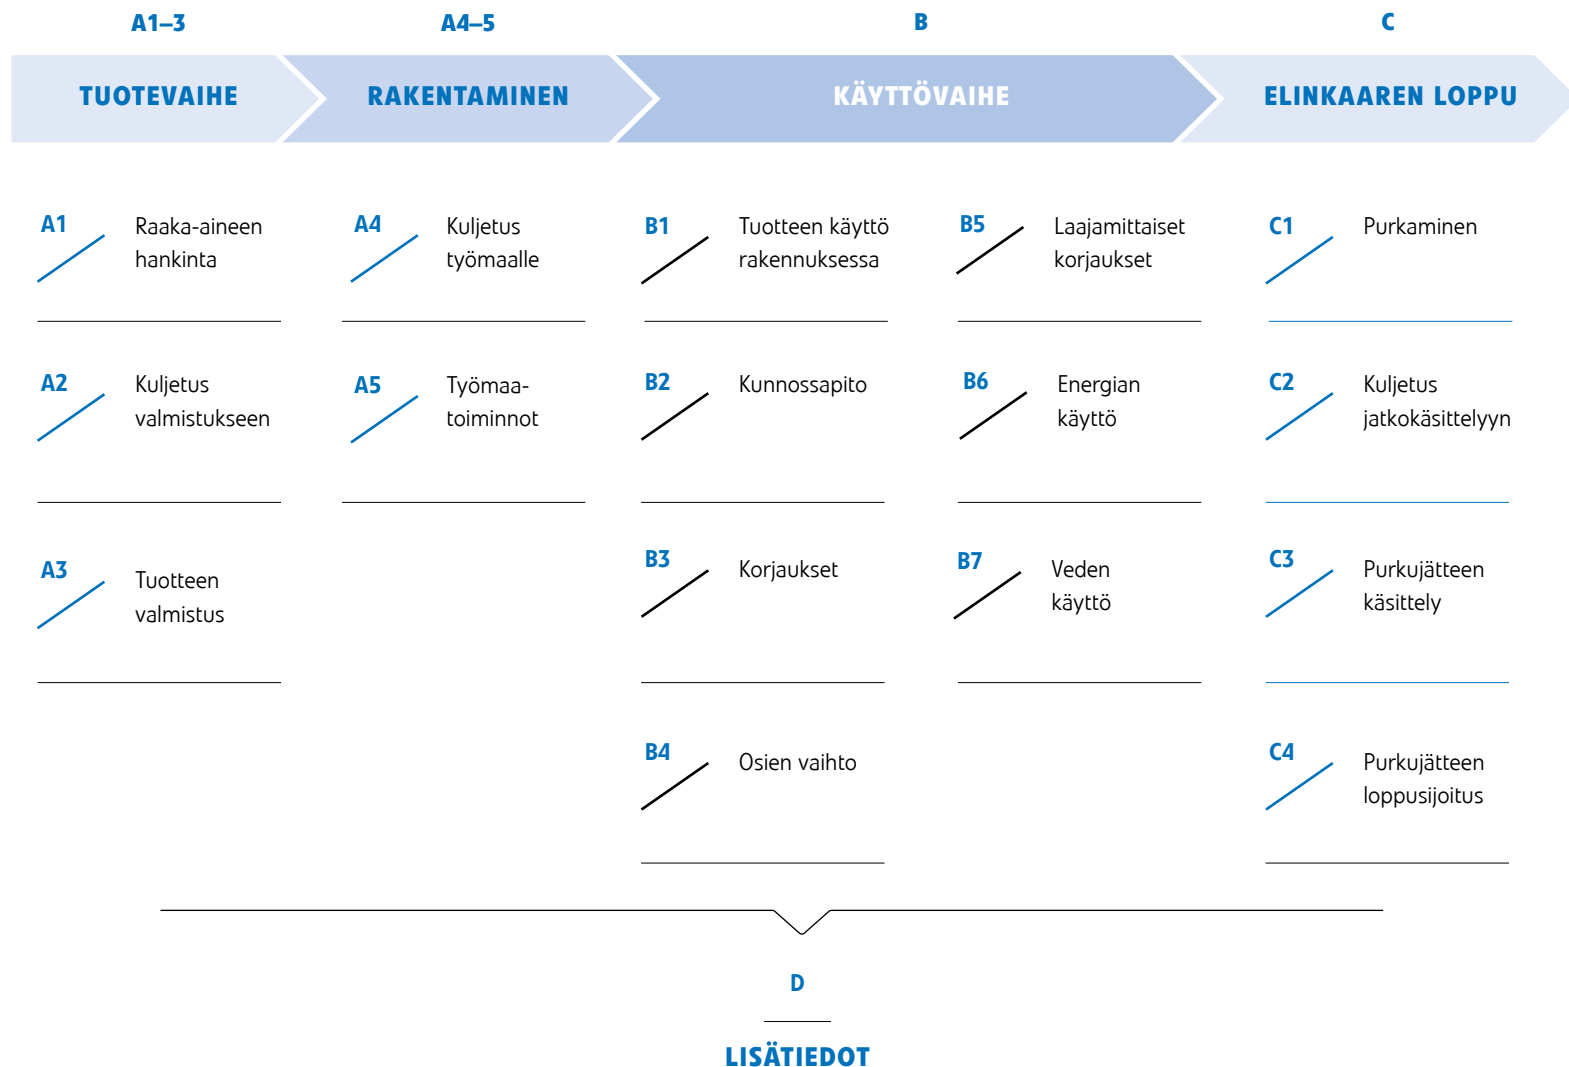 A1–3
A4–5
B
C
TUOTEVAIHE
RAKENTAMINEN
KÄYTTÖVAIHE
ELINKAAREN LOPPU
A1
Raaka-aineen
hankinta
A2
Kuljetus
valmistukseen
A3
Tuotteen
valmistus
A4
Kuljetus
työmaalle
A5
Työmaa-
toiminnot
B1
Tuotteen käyttö
rakennuksessa
B2
Kunnossapito
B3
Korjaukset
B4
Osien vaihto
B5
Laajamittaiset
korjaukset
B6
Energian
käyttö
B7
Veden
käyttö
C1
Purkaminen
C2
Kuljetus
jatkokäsittelyyn
C3
Purkujätteen
käsittely
C4
Purkujätteen
loppusijoitus
D
LISÄTIEDOT